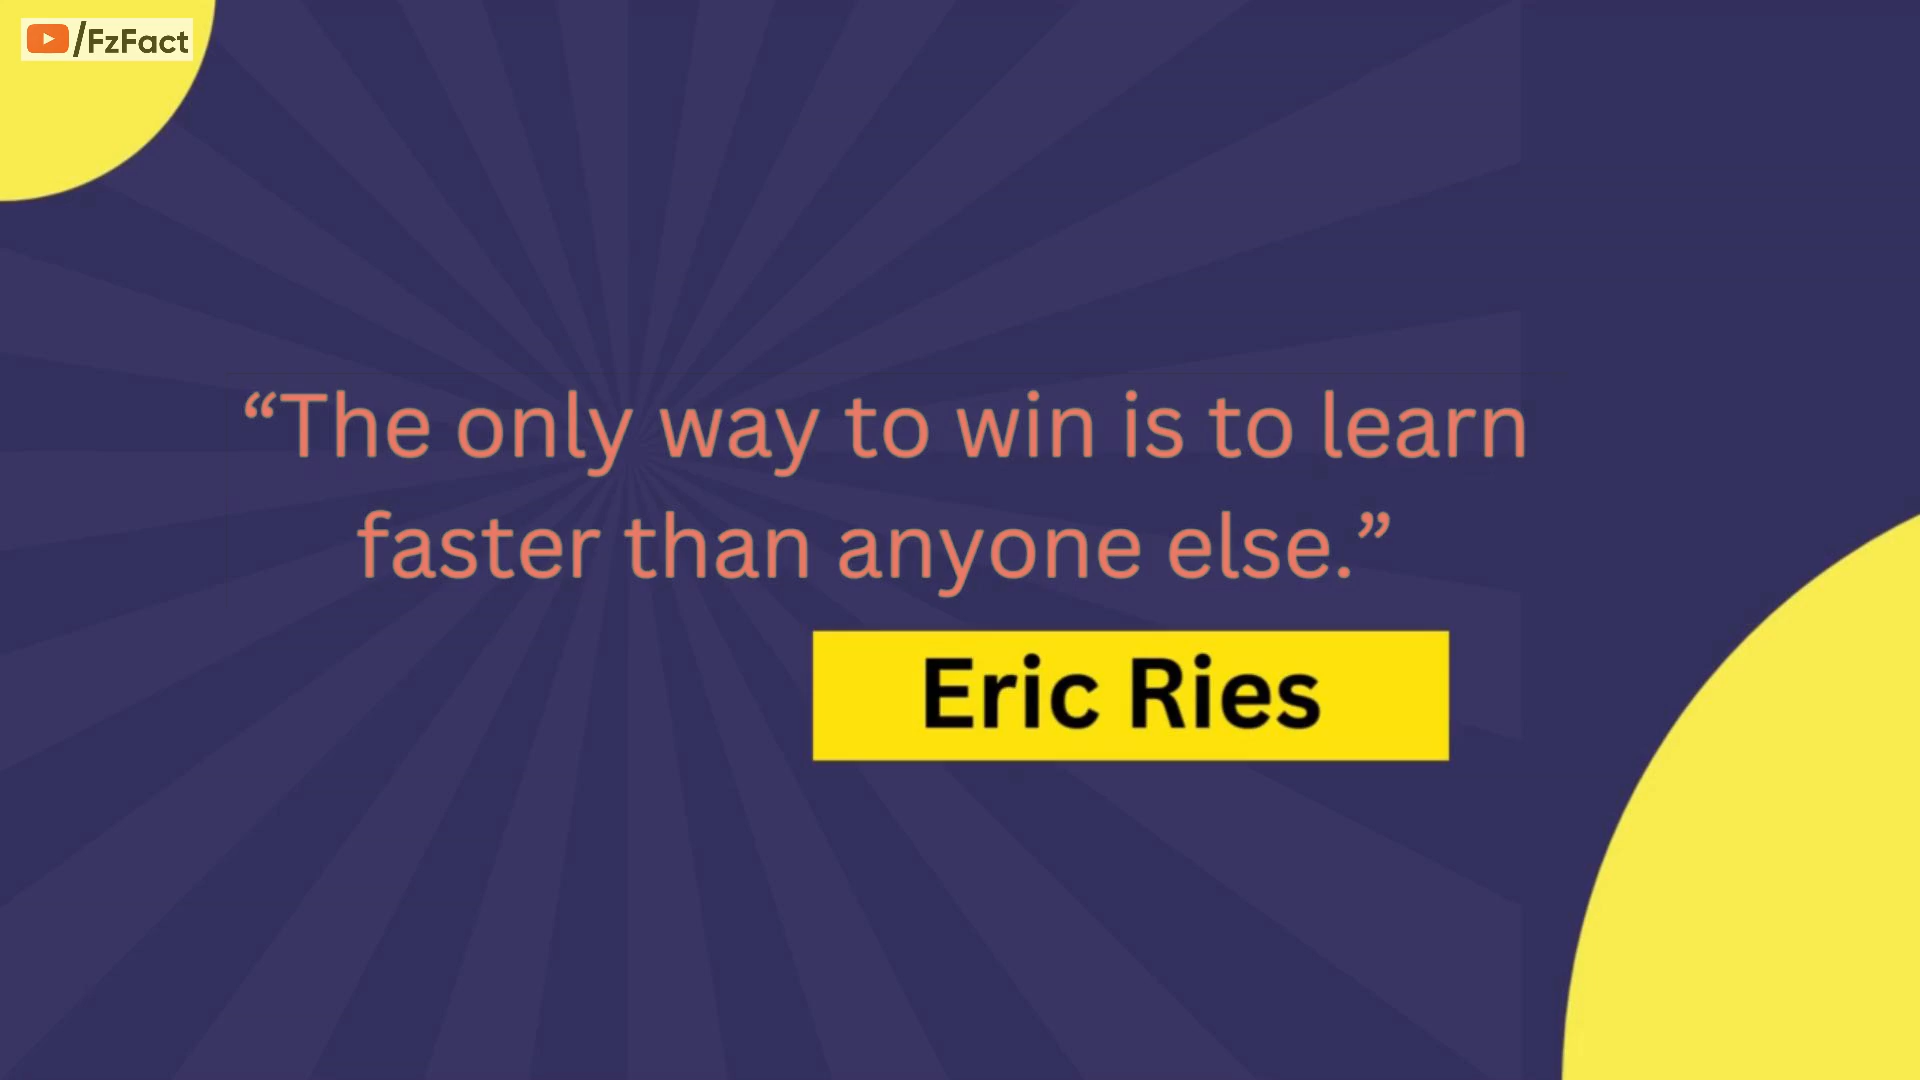 /FzFact
“The only way to win is to learn
faster than anyone else.”
Eric Ries